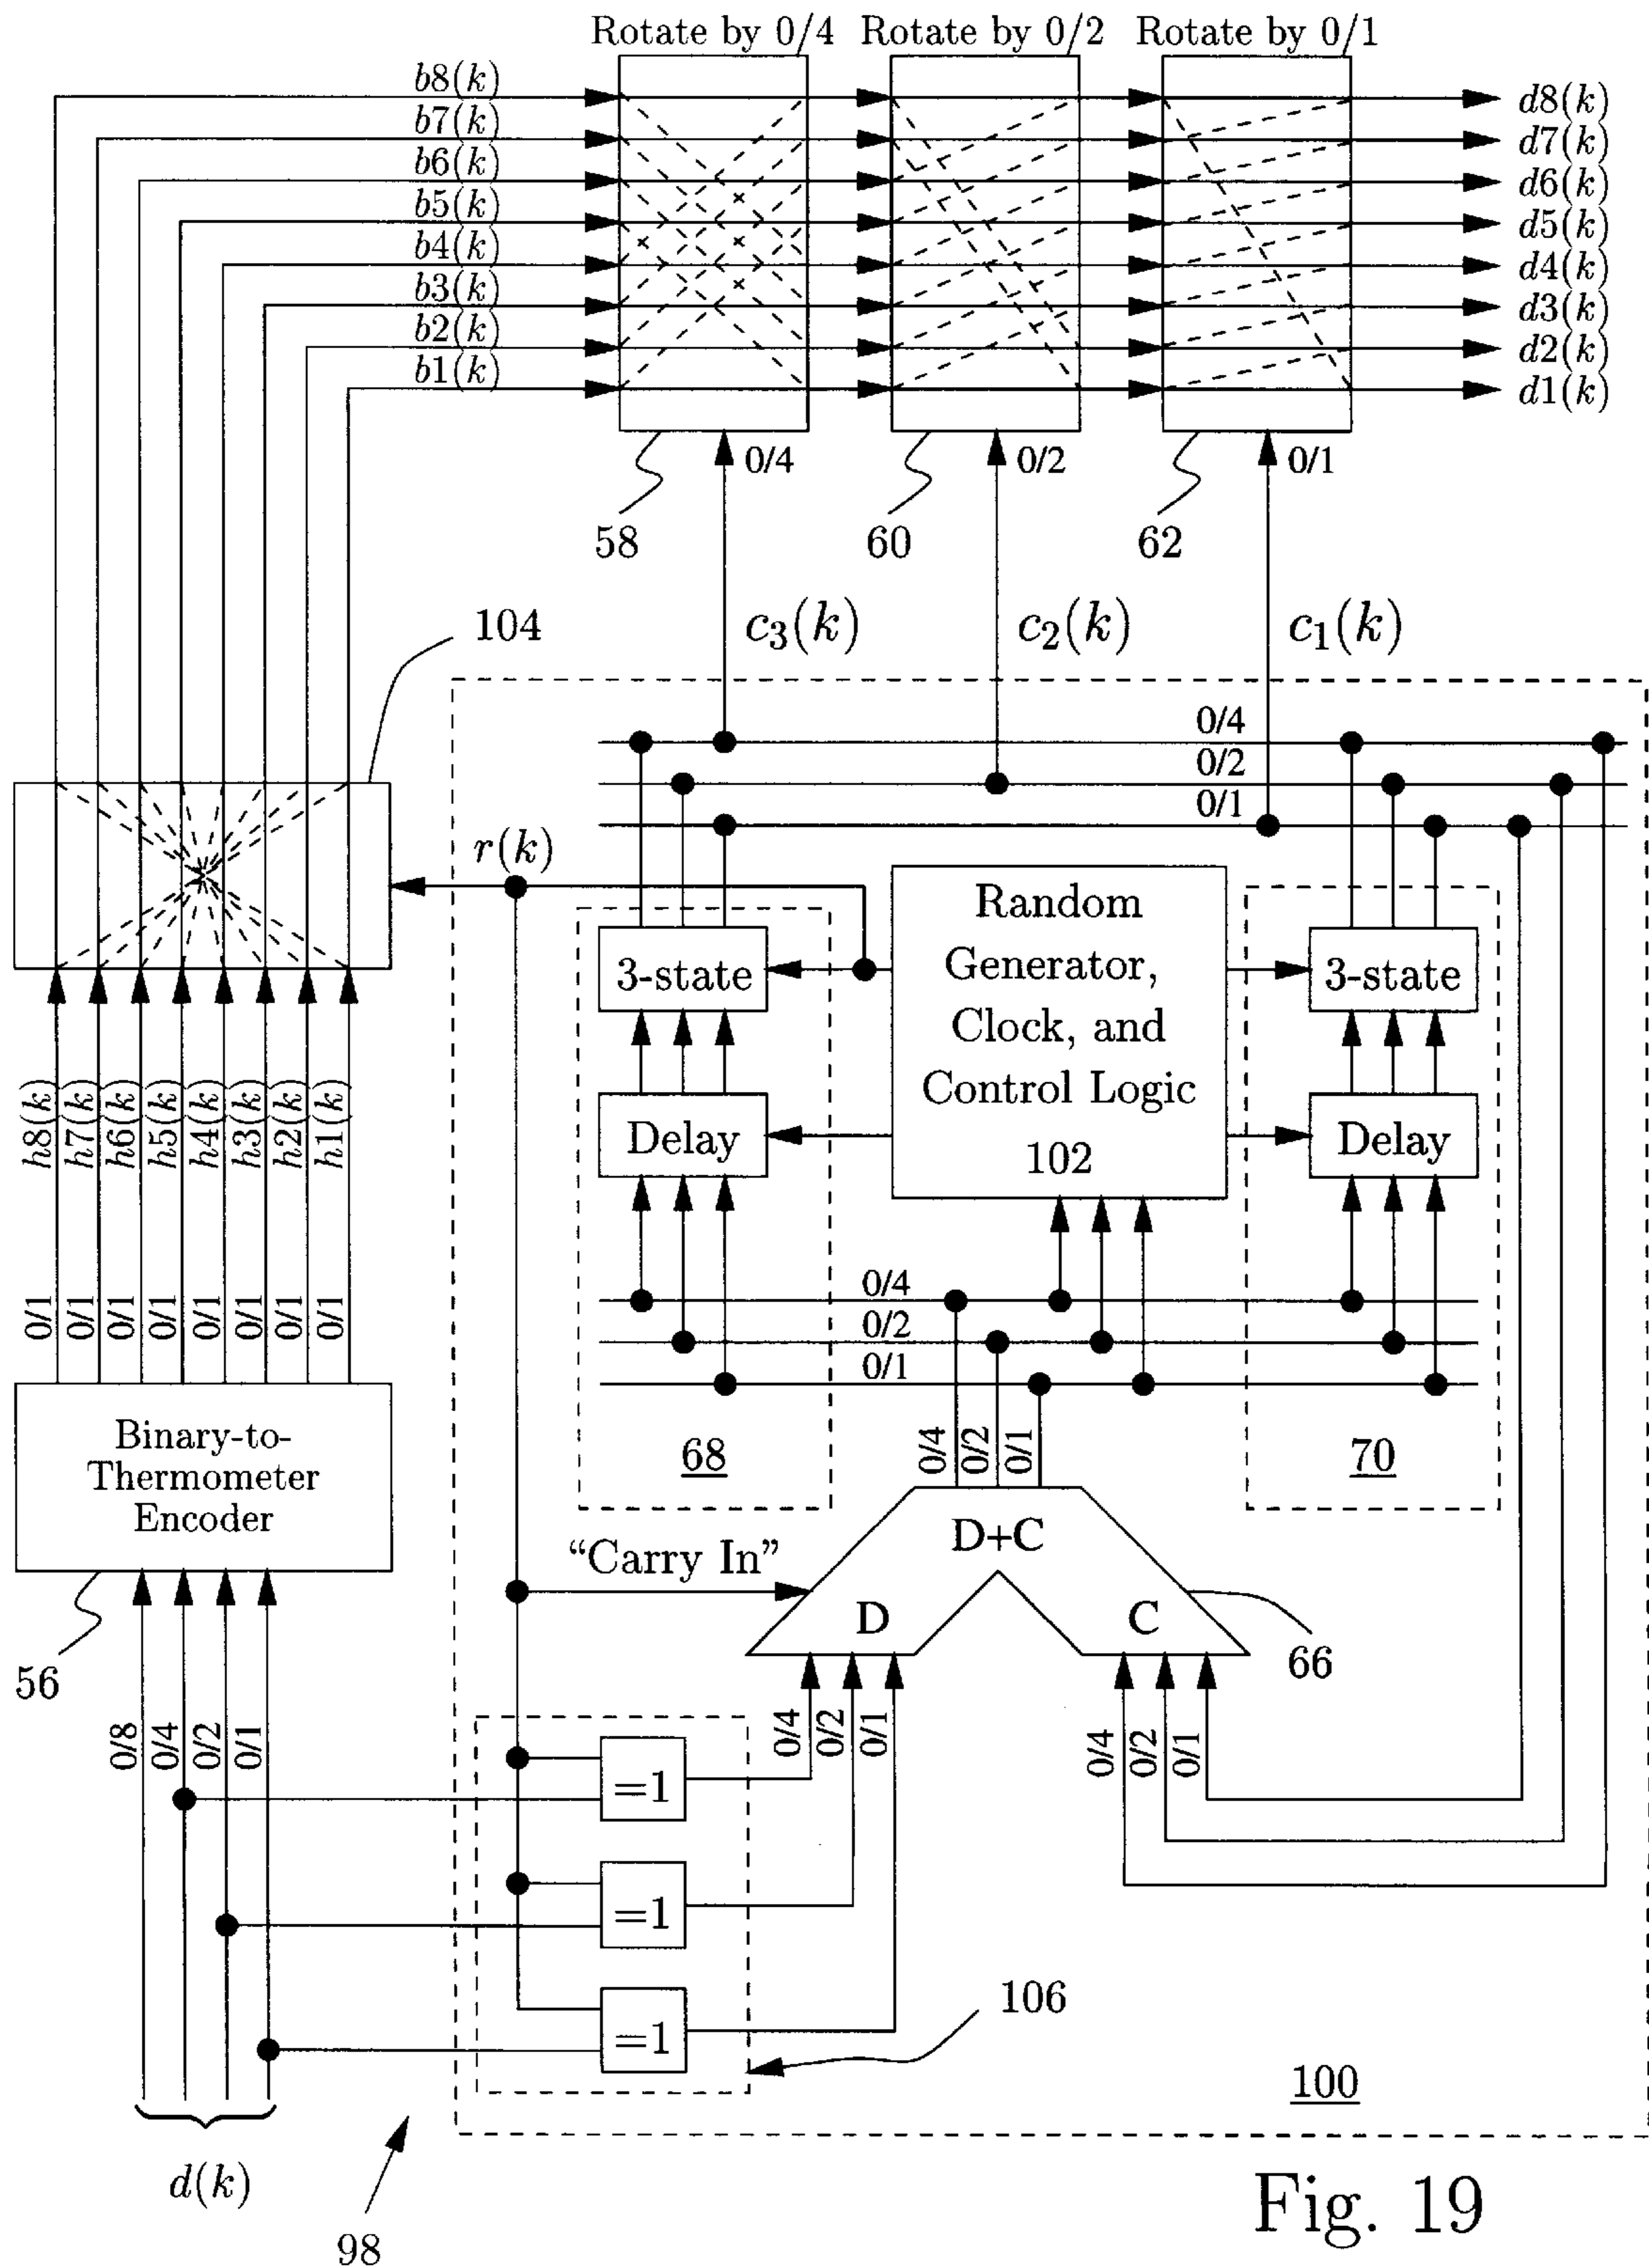 Rotate by 0/4 Rotate by 0/2 Rotate by 0/1
b8(k)
b7(k)
b6(k)
b5(k)
b4(k)
b3(k)
b2(k)
b1(k)
d8(k)
d7(k)
d6(k)
d5(k)
d4(k)
d3(k)
d2(k)
d1(k)
0/4 0/2 0/1
58 60 62
104
c3(k) c2(k) c1(k)
0/4
0/2
0/1
r(k)
Random
Generator,
Clock, and
Control Logic
102
3-state
Delay
3-state
Delay
h8(k) h7(k) h6(k) h5(k) h4(k) h3(k) h2(k) h1(k)
0/1 0/1 0/1 0/1 0/1 0/1 0/1 0/1
0/4
0/2
0/1
0/4 0/2 0/1
68
70
Binary-to-
Thermometer
Encoder
56
"Carry In"
D+C
D
C
66
0/8 0/4 0/2 0/1
0/4 0/2 0/1
0/4 0/2 0/1
=1
=1
=1
106
100
d(k)
98
Fig. 19